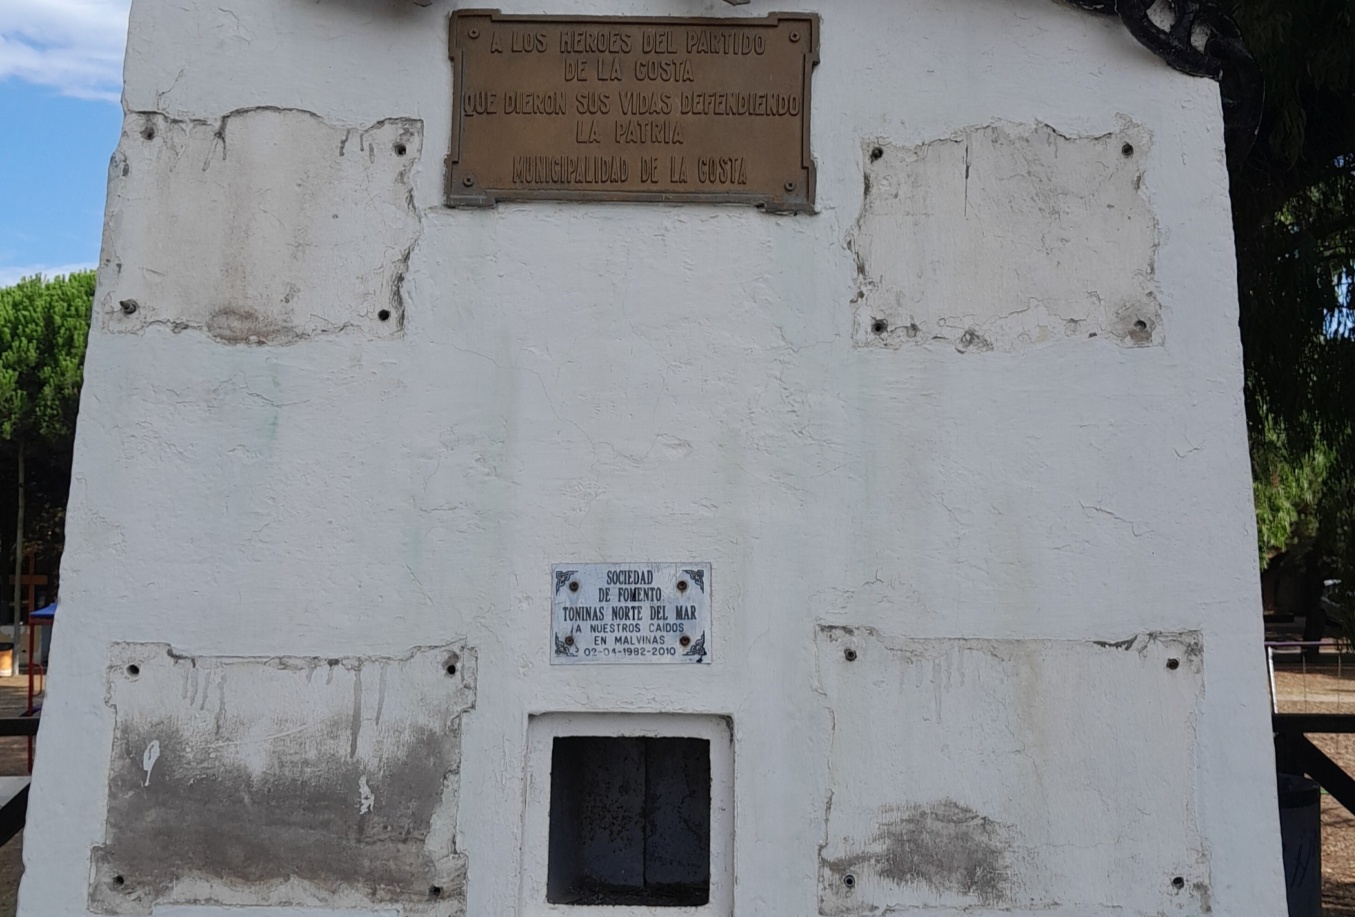 A LOS HEROES DEL PARTIDO
DE LA COSTA
QUE DIERON SUS VIDAS DEFENDIENDO
LA PATRIA
MUNICIPALIDAD DE LA COSTA
SOCIEDAD
DE FOMENTO
TONINAS NORTE DEL MAR
A NUESTROS CAIDOS
EN MALVINAS
02-04-1982-2010